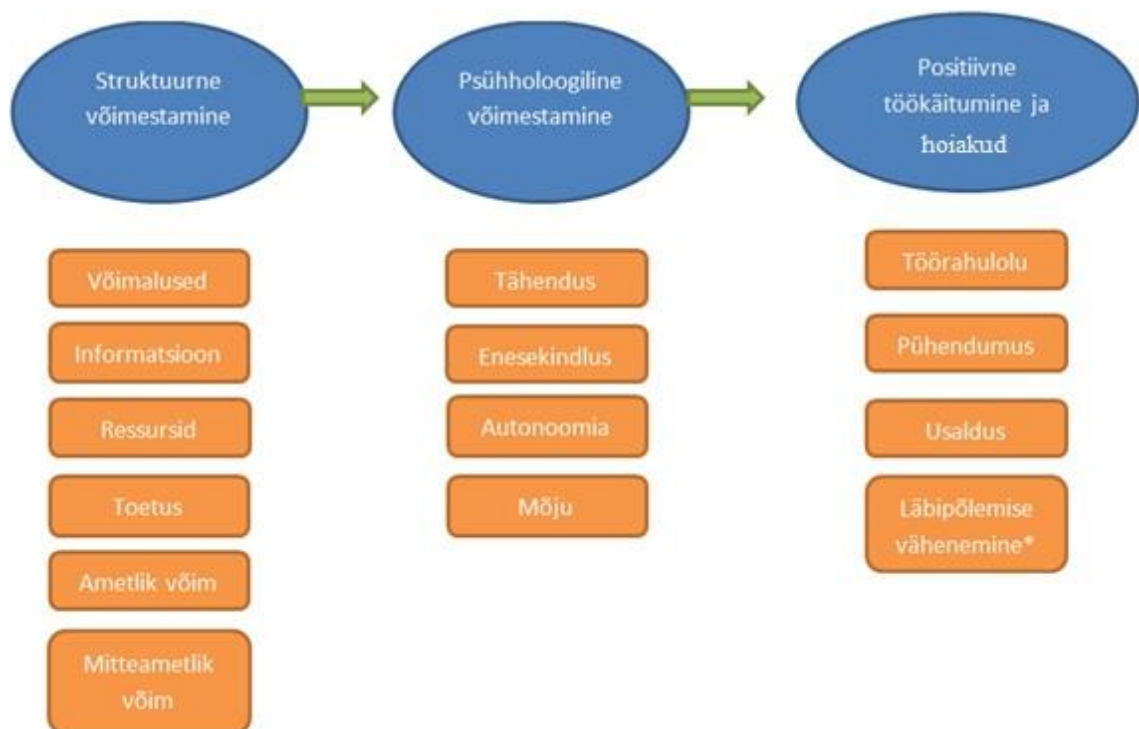 Struktuurne
võimestamine
Psühholoogiline
võimestamine
Positiivne
töökäitumine ja
hoiakud
Võimalused
Informatsioon
Ressursid
Toetus
Ametlik võim
Mitteametlik
võim
Tähendus
Enesekindlus
Autonoomia
Mõju
Töörahulolu
Pühendumus
Usaldus
Läbipõlemise
vähenemine*